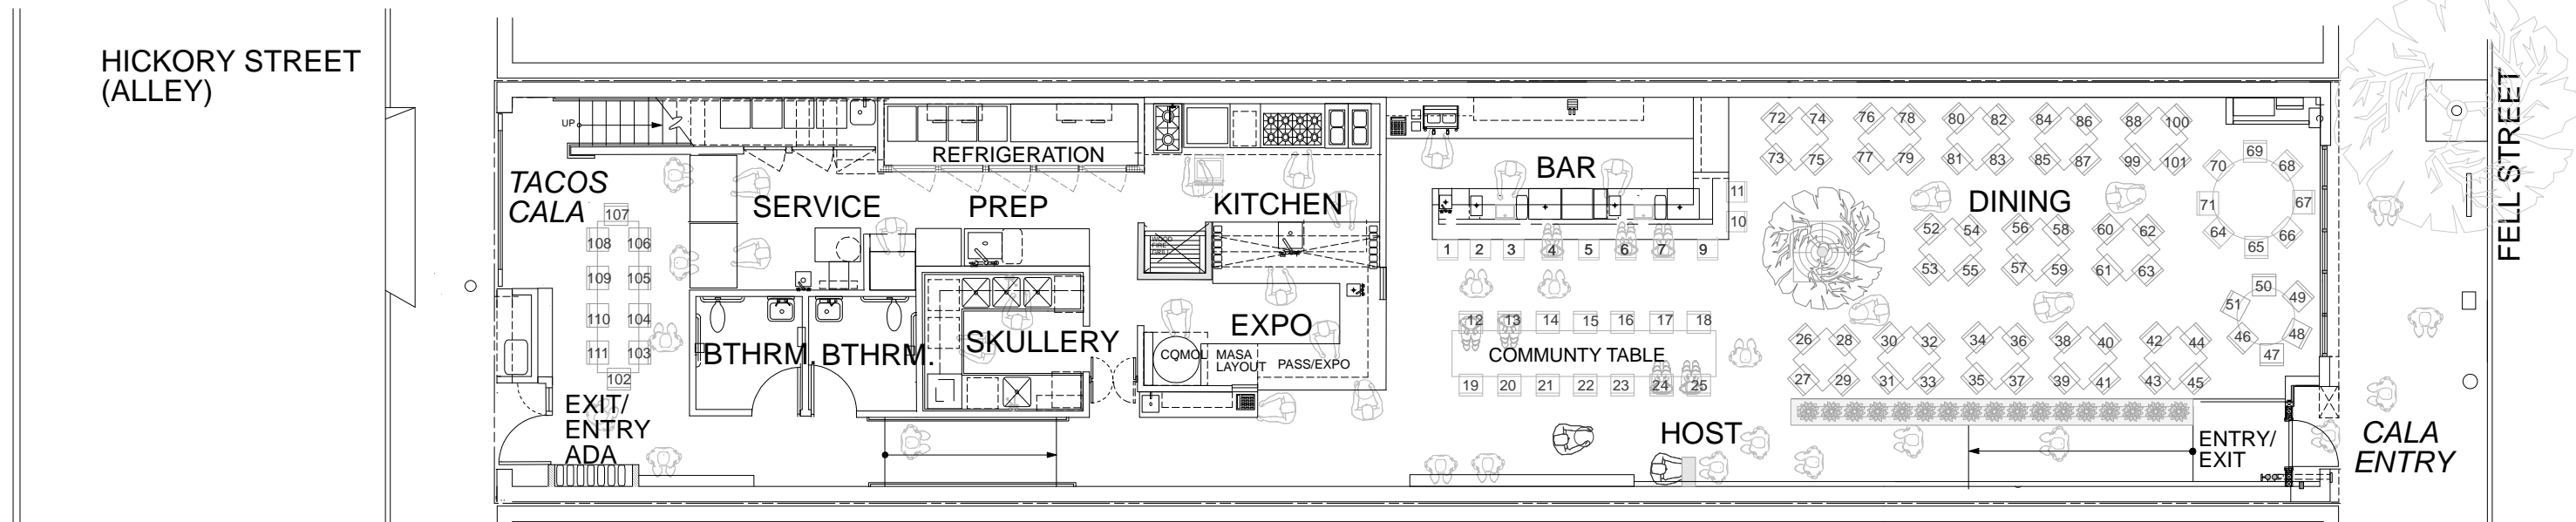 HICKORY STREET
(ALLEY)
UP
TACOS
CALA
107
108 106
109 105
110 104
111 103
102
EXIT/
ENTRY
ADA
SERVICE
REFRIGERATION
PREP
BTHRM. BTHRM.
SKULLERY
KITCHEN
WOOD
FIRE
GRILL
EXPO
COMOL
MASA
LAYOUT
PASS/EXPO
BAR
11
10
1 2 3 4 5 6 7 9
12 13 14 15 16 17 18
COMMUNTY TABLE
19 20 21 22 23 24 25
HOST
72 74 76 78 80 82 84 86 88 100
73 75 77 79 81 83 85 87 99 101
DINING
52 54 56 58 60 62
53 55 57 59 61 63
69
70 68
71 67
64 66
65
50
51 49
46 48
47
26 28 30 32 34 36 38 40 42 44
27 29 31 33 35 37 39 41 43 45
ENTRY/
EXIT
CALA
ENTRY
FELL STREET